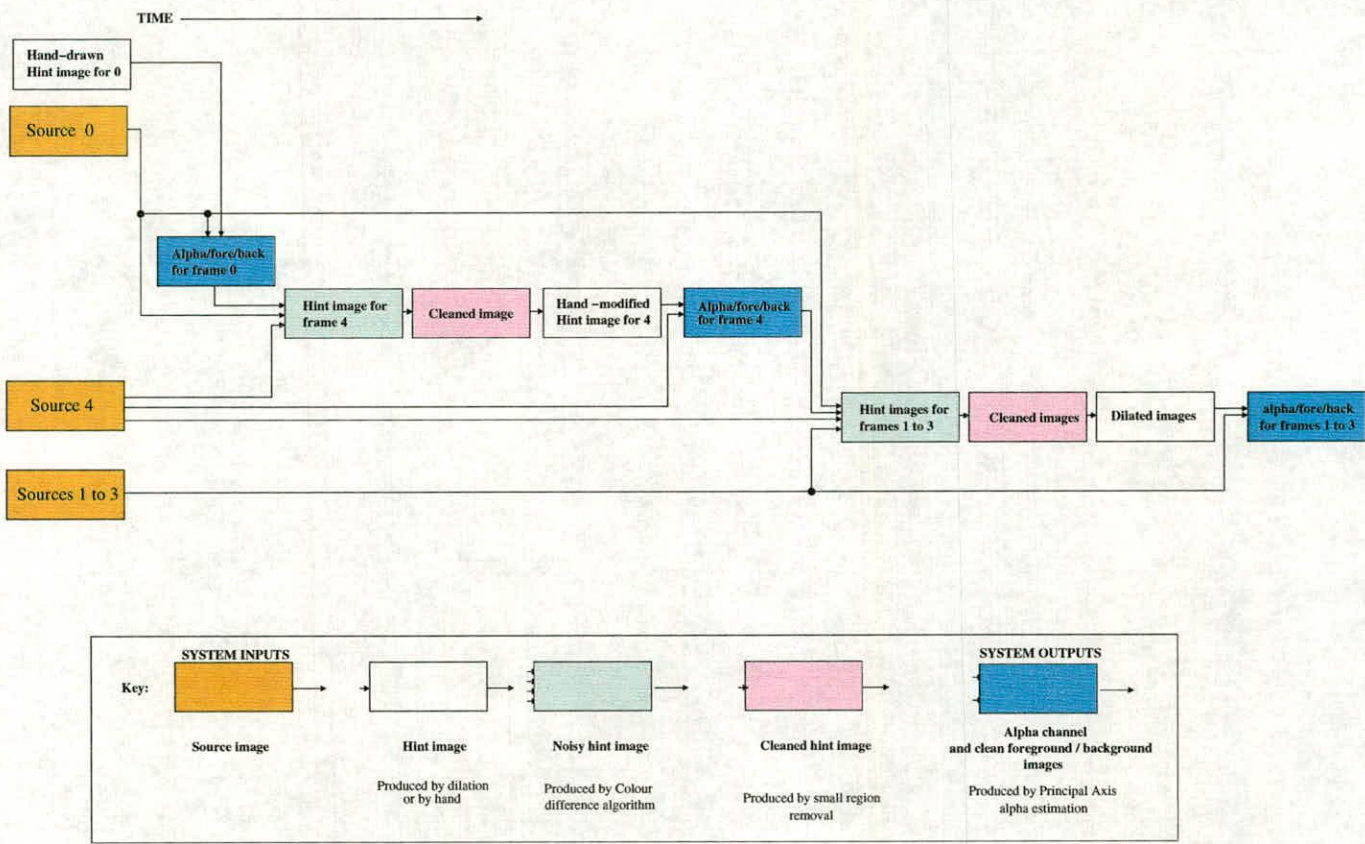 TIME
Hand–drawn
Hint image for 0
Source 0
Alpha/fore/back
for frame 0
Hint image for
frame 4
Cleaned image
Hand –modified
Hint image for 4
Alpha/fore/back
for frame 4
Source 4
Hint images for
frames 1 to 3
Cleaned images
Dilated images
alpha/fore/back
for frames 1 to 3
Sources 1 to 3
Key:
SYSTEM INPUTS
Source image
Hint image
Produced by dilation
or by hand
Noisy hint image
Produced by Colour
difference algorithm
Cleaned hint image
Produced by small region
removal
SYSTEM OUTPUTS
Alpha channel
and clean foreground / background
images
Produced by Principal Axis
alpha estimation